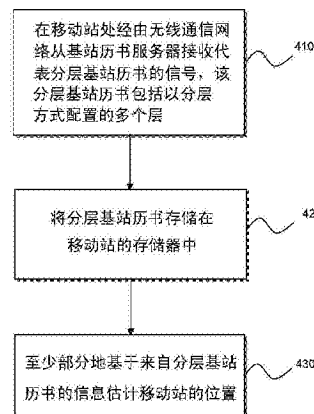 在移动站处经由无线通信网
络从基站历书服务器接收代
表分层基站历书的信号，该
分层基站历书包括以分层
方式配置的多个层
410
将分层基站历书存储在
移动站的存储器中
42
至少部分地基于来自分层基站
历书的信息估计移动站的位置
430